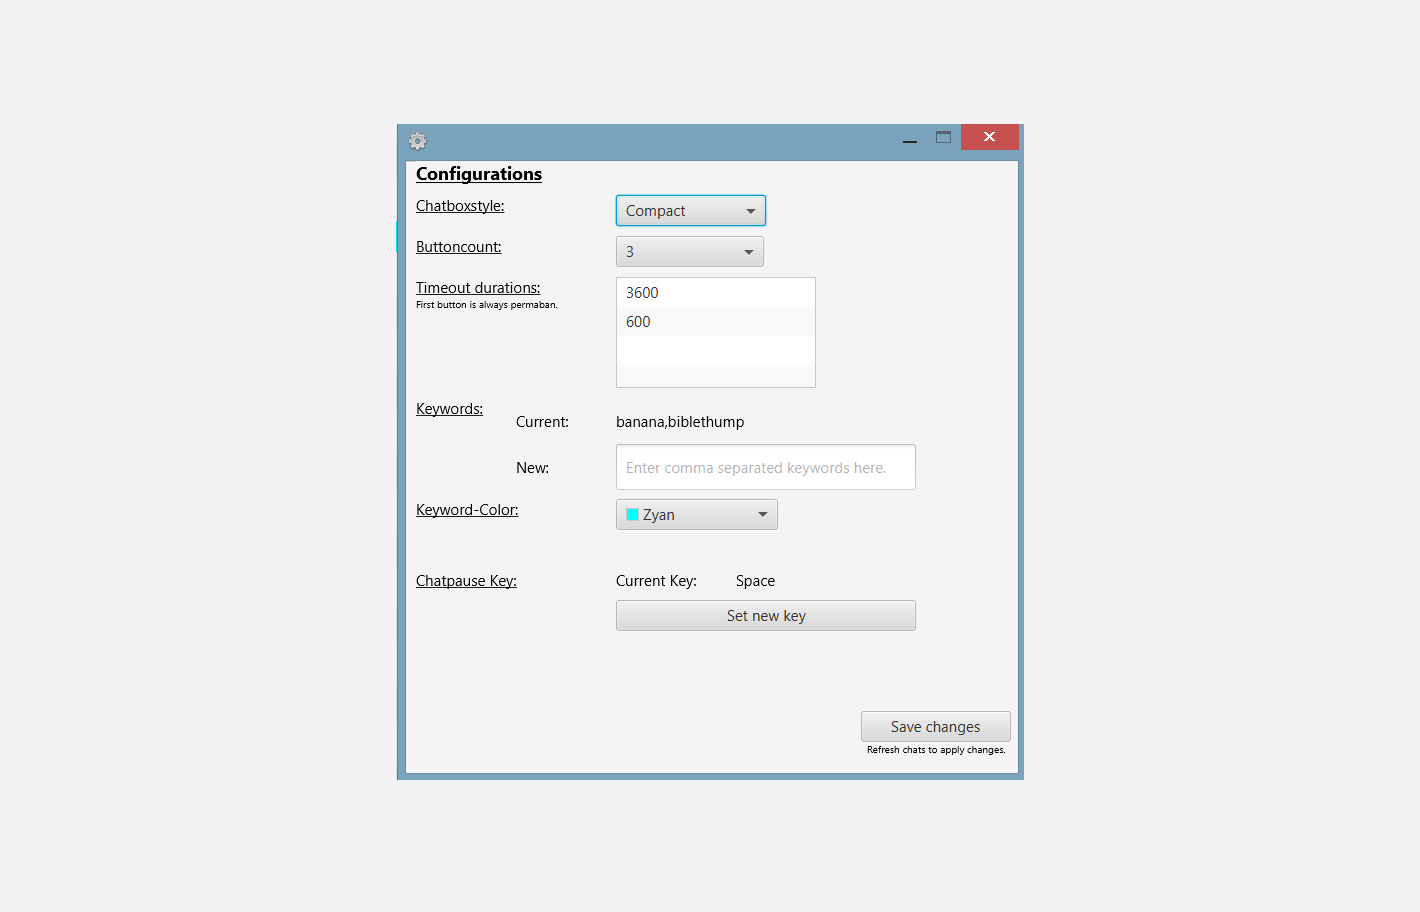 Configurations
Chatboxstyle:
Compact
Buttoncount:
3
Timeout durations:
First button is always permaban.
3600
600
Keywords:
Current:
banana,biblethump
New:
Enter comma separated keywords here.
Keyword-Color:
Zyan
Chatpause Key:
Current Key:
Space
Set new key
Save changes
Refresh chats to apply changes.